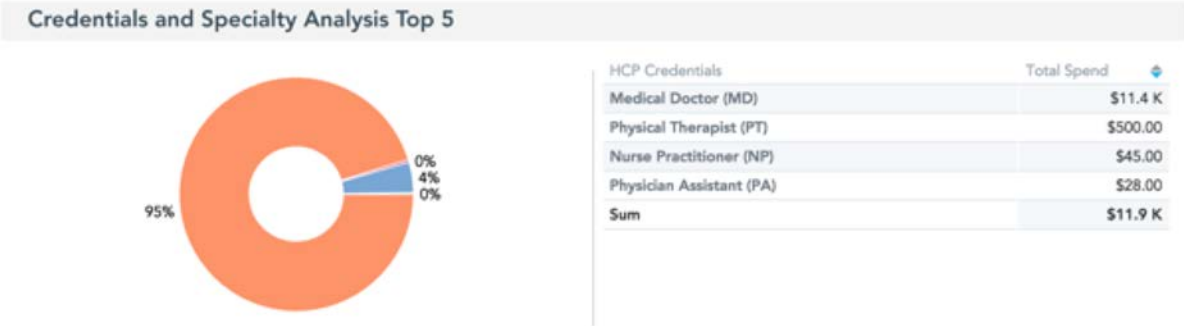 Credentials and Specialty Analysis Top 5
0%
4%
0%
95%
HCP Credentials Total Spend
Medical Doctor (MD) $11.4 K
Physical Therapist (PT) $500.00
Nurse Practitioner (NP) $45.00
Physician Assistant (PA) $28.00
Sum $11.9 K